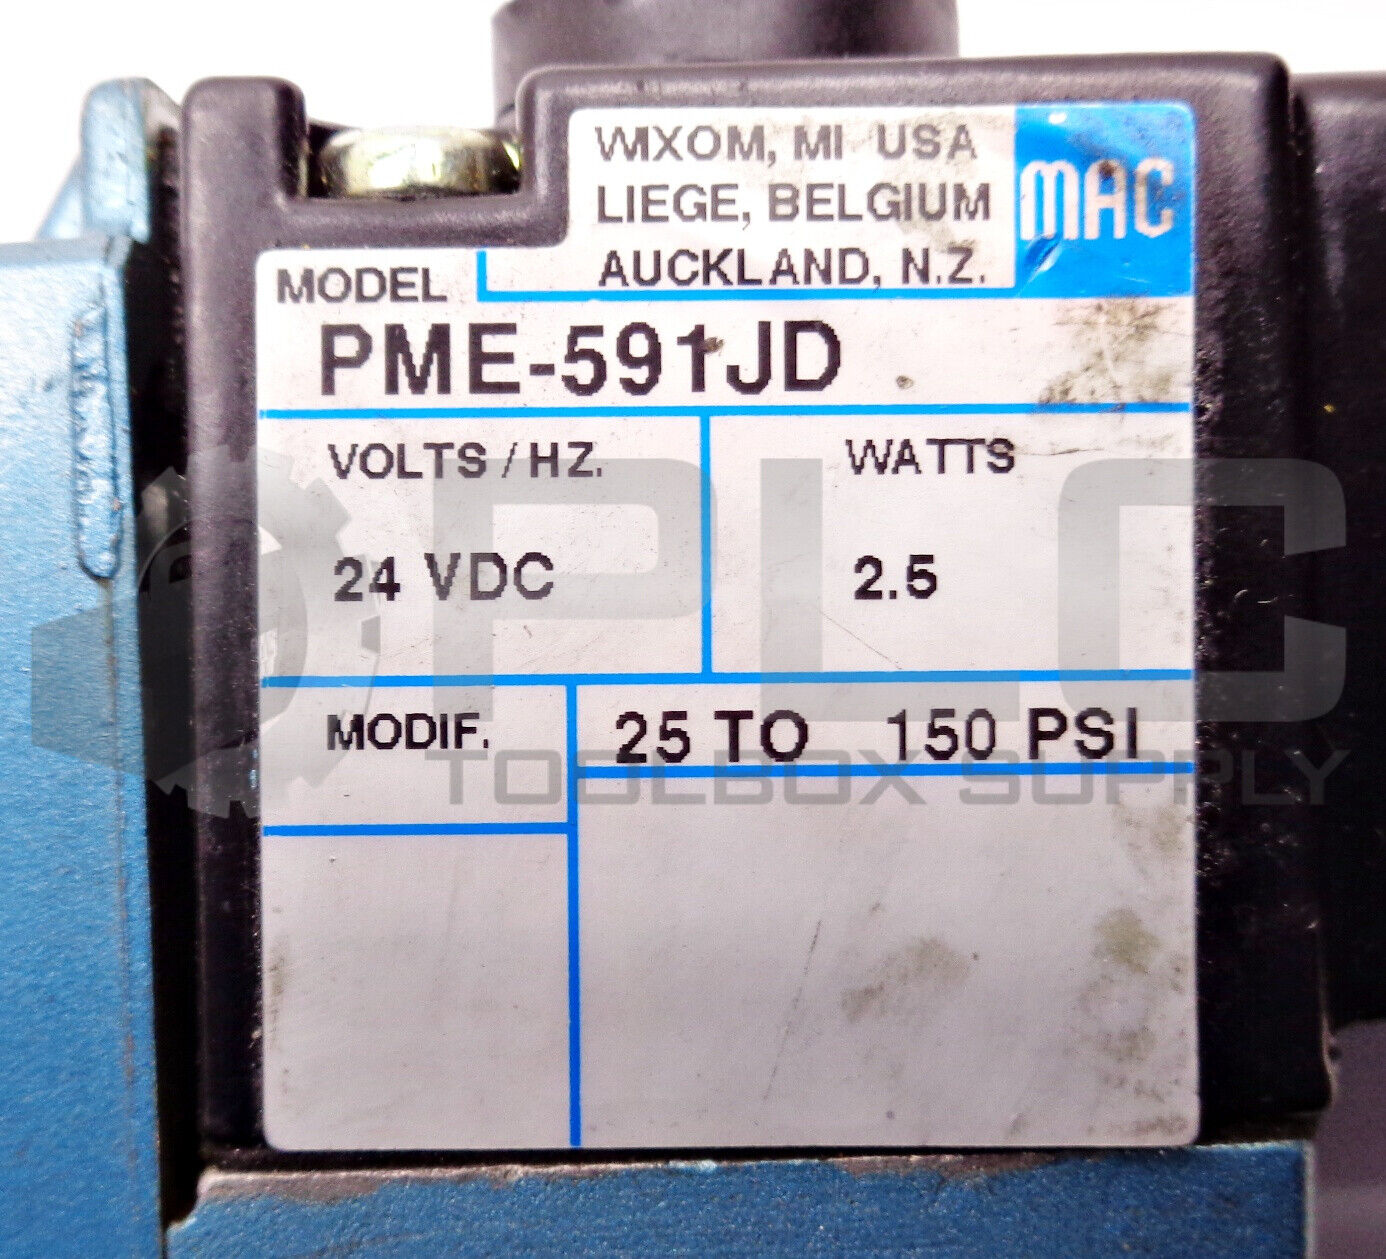 WIXOM, MI USA
LIEGE, BELGIUM
AUCKLAND, N.Z.
MAC
MODEL
PME-591JD
VOLTS / HZ.
WATTS
24 VDC
2.5
MODIF.
25 TO 150 PSI
PLC
TOOLBOX SUPPLY